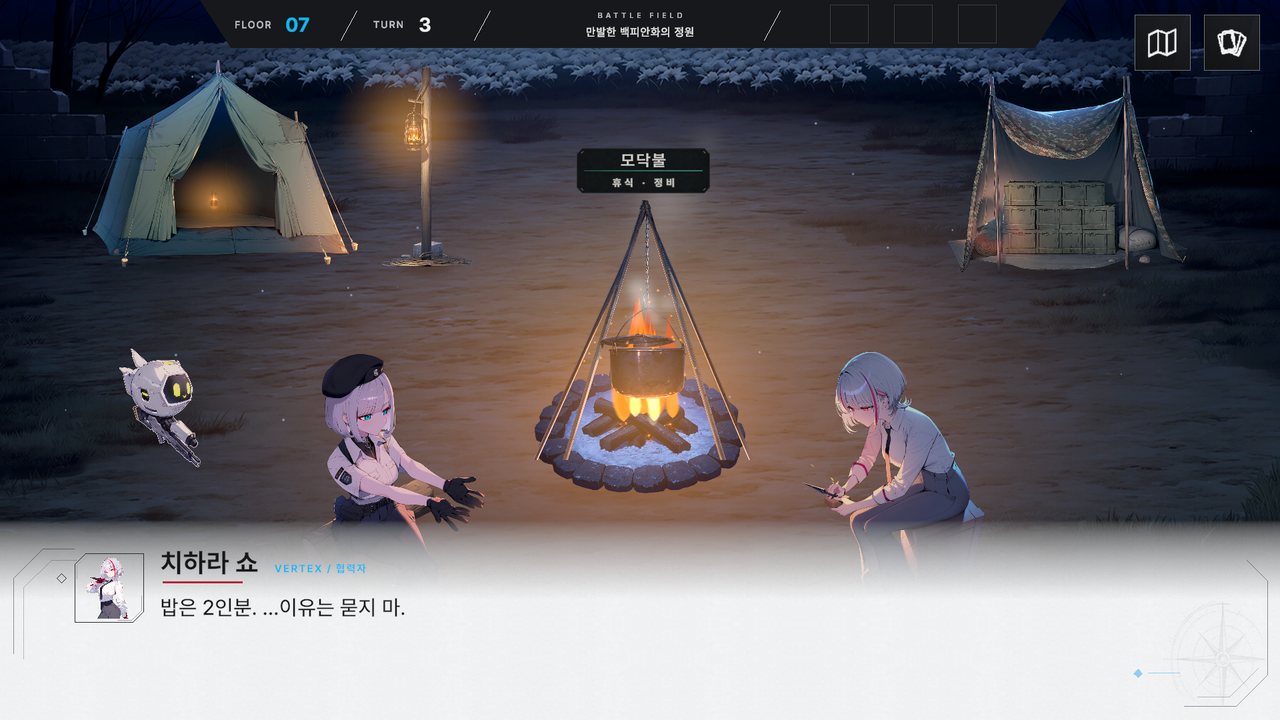 FLOOR 07 TURN 3
BATTLE FIELD
만발한 백피안화의 정원
모닥불
휴식 · 정비
치하라 쇼 VERTEX / 협력자
밥은 2인분. ...이유는 묻지 마.